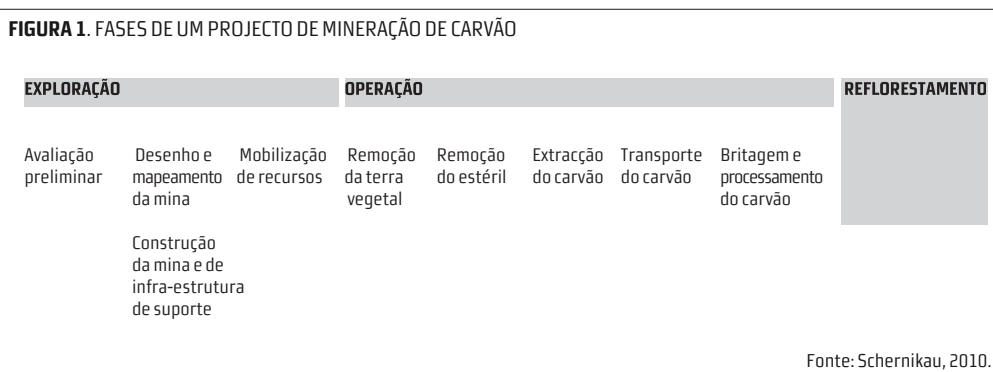 FIGURA 1. FASES DE UM PROJECTO DE MINERAÇÃO DE CARVÃO
EXPLORAÇÃO
OPERAÇÃO
REFLORESTAMENTO
Avaliação
preliminar
Desenho e
mapeamento
da mina
Construção
da mina e de
infra-estrutura
de suporte
Mobilização
de recursos
Remoção
da terra
vegetal
Remoção
do estéril
Extracção
do carvão
Transporte
do carvão
Britagem e
processamento
do carvão
Fonte: Schernikau, 2010.